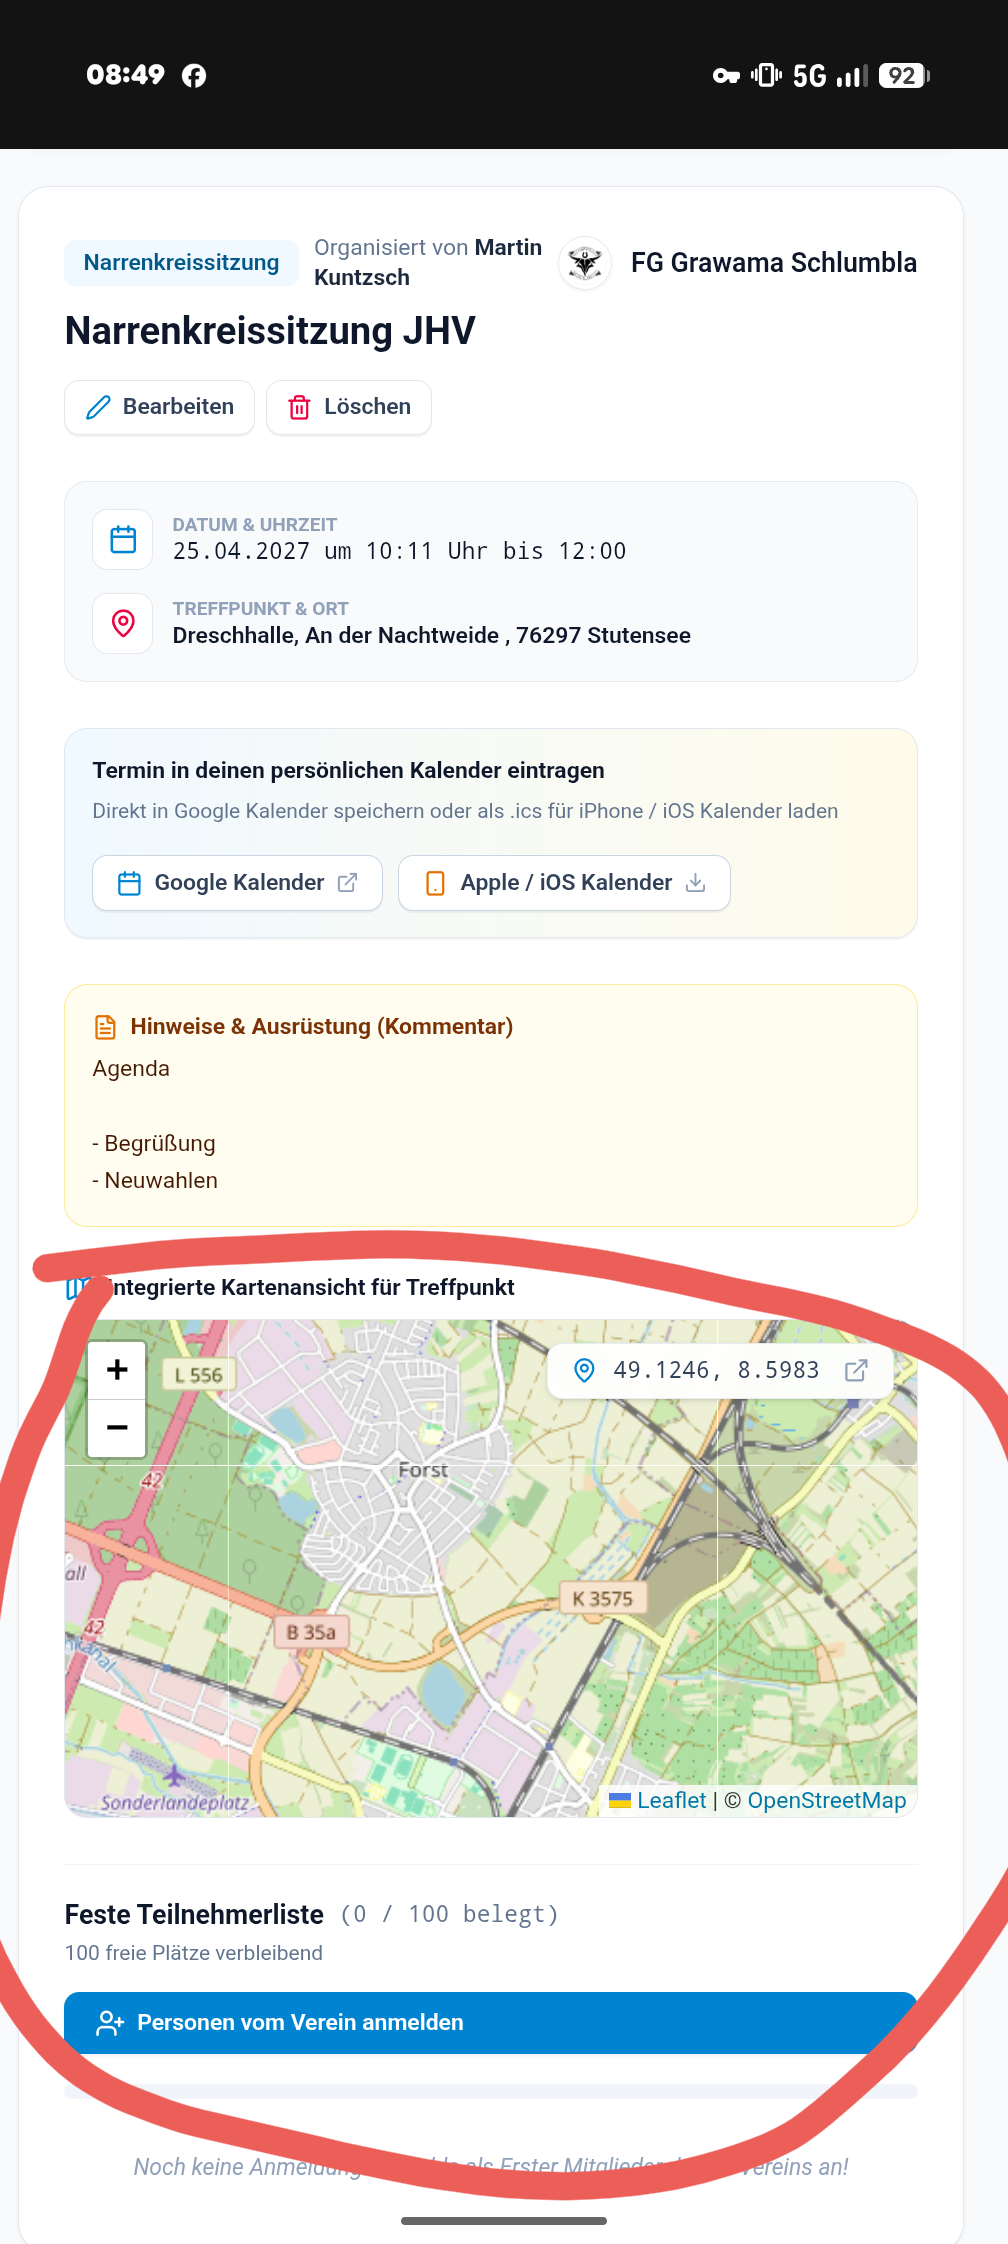 08:49
5G
92
Narrenkreissitzung
Organisiert von Martin
Kuntzsch
FG Grawama Schlumbla
Narrenkreissitzung JHV
Bearbeiten
Löschen
DATUM & UHRZEIT
25.04.2027 um 10:11 Uhr bis 12:00
TREFFPUNKT & ORT
Dreschhalle, An der Nachtweide , 76297 Stutensee
Termin in deinen persönlichen Kalender eintragen
Direkt in Google Kalender speichern oder als .ics für iPhone / iOS Kalender laden
Google Kalender
Apple / iOS Kalender
Hinweise & Ausrüstung (Kommentar)
Agenda
- Begrüßung
- Neuwahlen
Integrierte Kartenansicht für Treffpunkt
+
−
L 556
49.1246, 8.5983
Forst
42
all
K 3575
42
B 35a
Sonderlandeplatz
Leaflet | © OpenStreetMap
Feste Teilnehmerliste (0 / 100 belegt)
100 freie Plätze verbleibend
Personen vom Verein anmelden
Noch keine als Erster Mitglieder an!